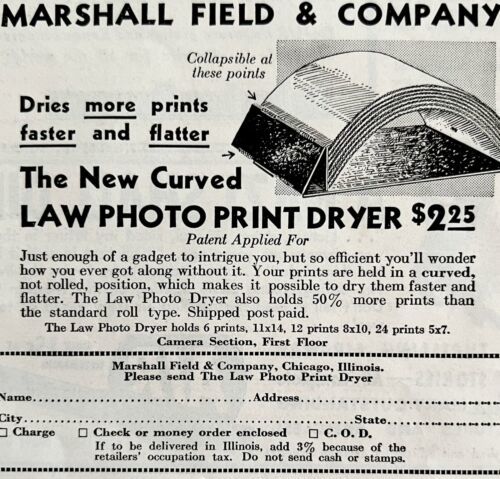 MARSHALL FIELD & COMPANY
Collapsible at
these points
Dries more prints
faster and flatter
The New Curved
LAW PHOTO PRINT DRYER $2.25
Patent Applied For
Just enough of a gadget to intrigue you, but so efficient you'll wonder
how you ever got along without it. Your prints are held in a curved,
not rolled, position, which makes it possible to dry them faster and
flatter. The Law Photo Dryer also holds 50% more prints than
the standard roll type. Shipped post paid.
The Law Photo Dryer holds 6 prints, 11x14, 12 prints 8x10, 24 prints 5x7.
Camera Section, First Floor
Marshall Field & Company, Chicago, Illinois.
Please send The Law Photo Print Dryer
Name Address
City State
☐ Charge ☐ Check or money order enclosed ☐ C. O. D.
If to be delivered in Illinois, add 3% because of the
retailers' occupation tax. Do not send cash or stamps.